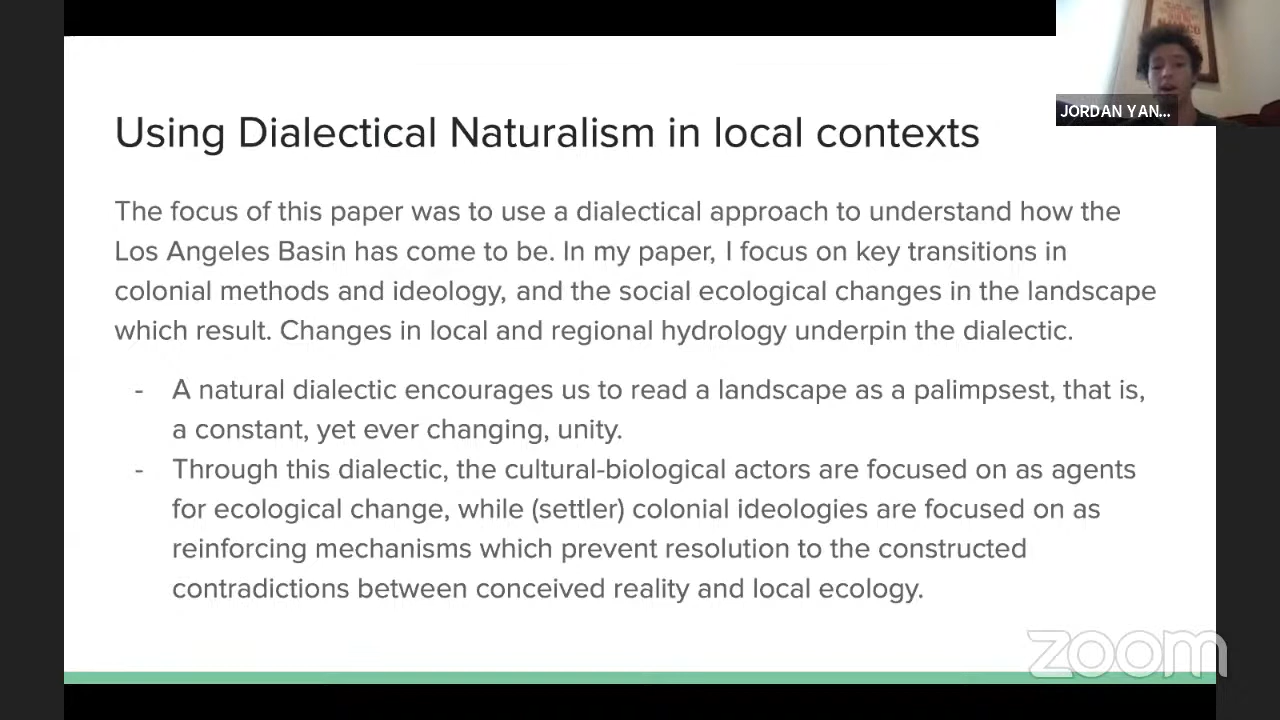 JORDAN YAN...
Using Dialectical Naturalism in local contexts
The focus of this paper was to use a dialectical approach to understand how the
Los Angeles Basin has come to be. In my paper, I focus on key transitions in
colonial methods and ideology, and the social ecological changes in the landscape
which result. Changes in local and regional hydrology underpin the dialectic.
- A natural dialectic encourages us to read a landscape as a palimpsest, that is,
a constant, yet ever changing, unity.
- Through this dialectic, the cultural-biological actors are focused on as agents
for ecological change, while (settler) colonial ideologies are focused on as
reinforcing mechanisms which prevent resolution to the constructed
contradictions between conceived reality and local ecology.
zoom